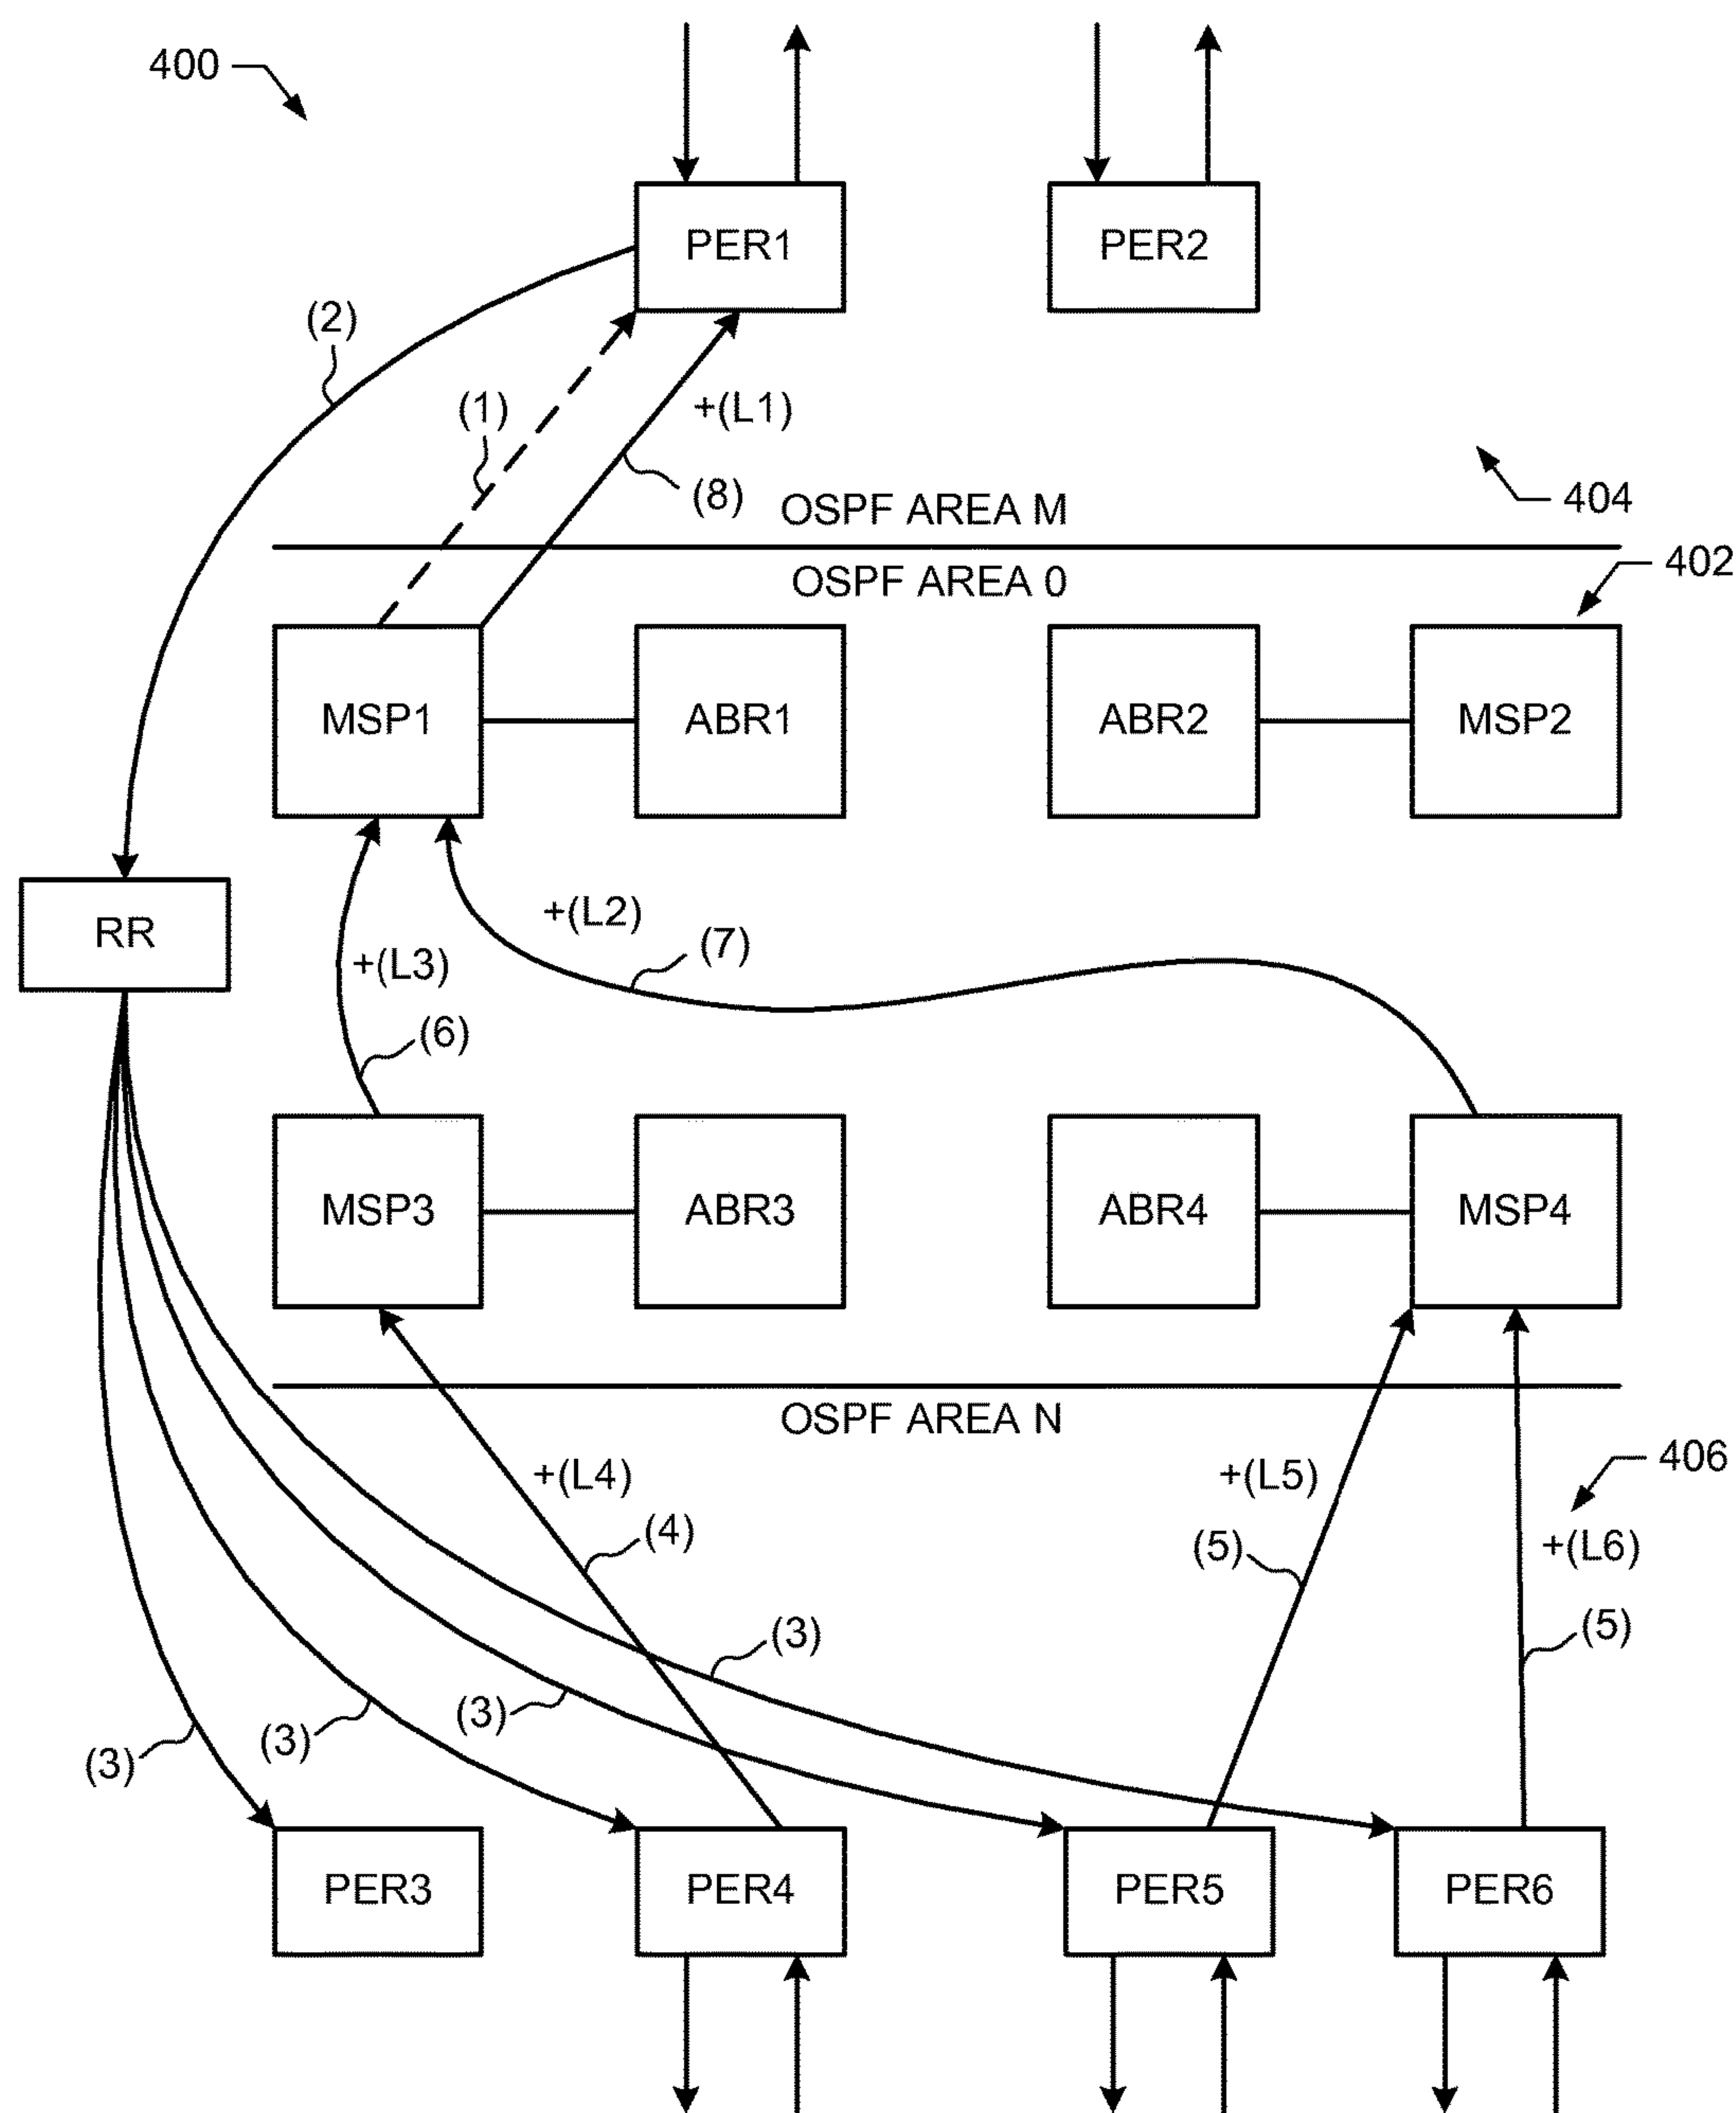 400
PER1
PER2
(2)
(1)
+(L1)
(8)
404
OSPF AREA M
OSPF AREA 0
402
MSP1
ABR1
ABR2
MSP2
RR
+(L2)
(7)
+(L3)
(6)
MSP3
ABR3
ABR4
MSP4
OSPF AREA N
406
+(L4)
+(L5)
(4)
(5)
+(L6)
(5)
(3)
(3)
(3)
(3)
PER3
PER4
PER5
PER6